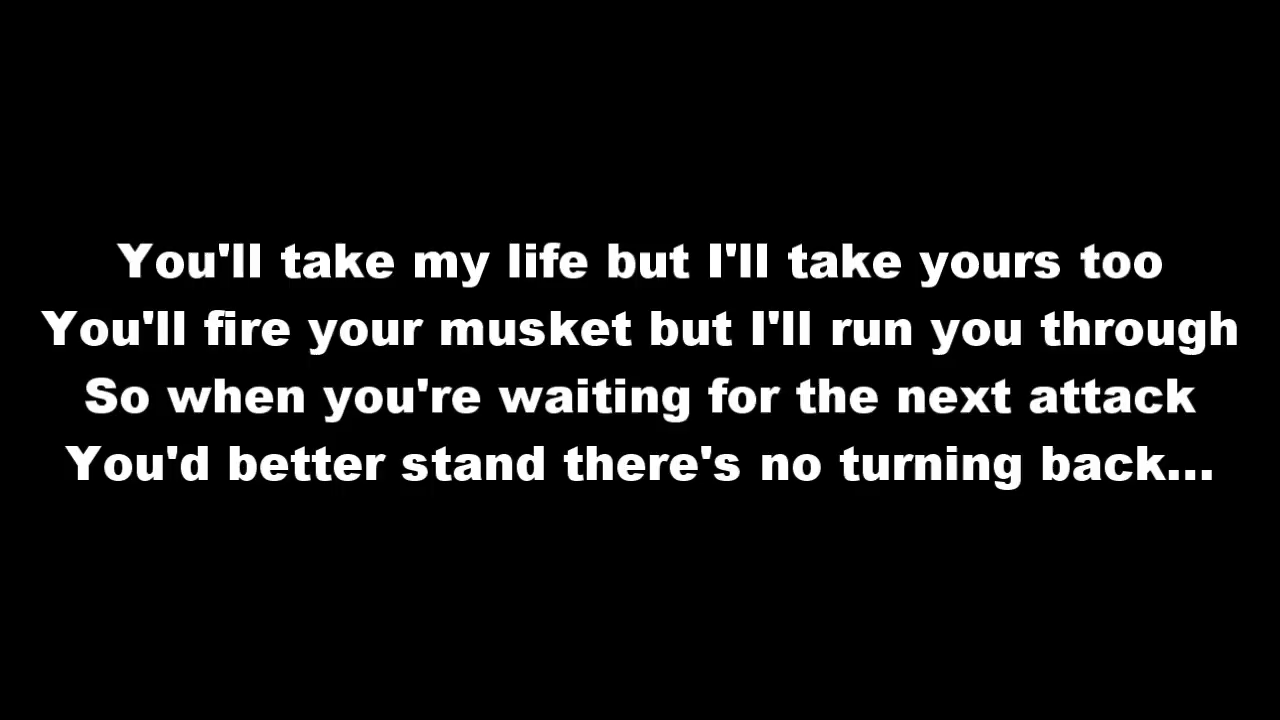 You'll take my life but I'll take yours too
You'll fire your musket but I'll run you through
So when you're waiting for the next attack
You'd better stand there's no turning back...